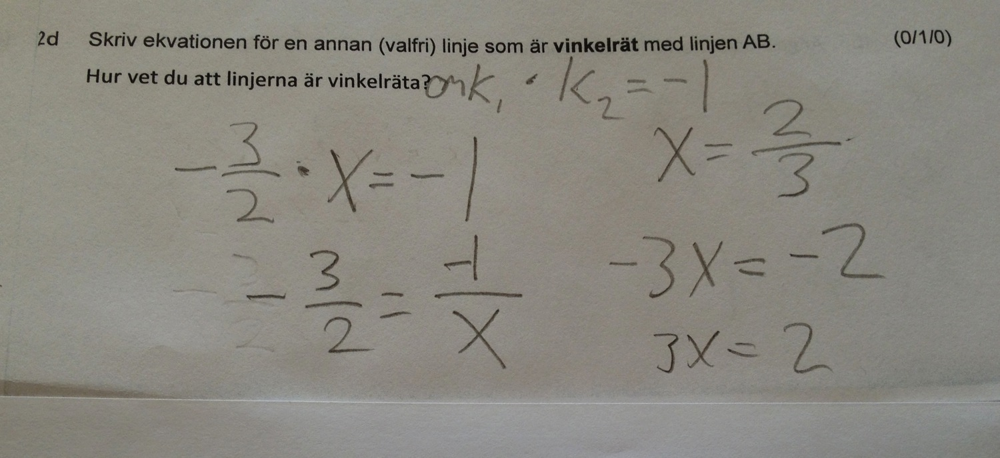 2d Skriv ekvationen för en annan (valfri) linje som är vinkelrät med linjen AB. (0/1/0)
Hur vet du att linjerna är vinkelräta? om k₁ · k₂ = -1
-3/2 · x = -1
-3/2 = -1/x
-3x = -2
3x = 2
x = 2/3